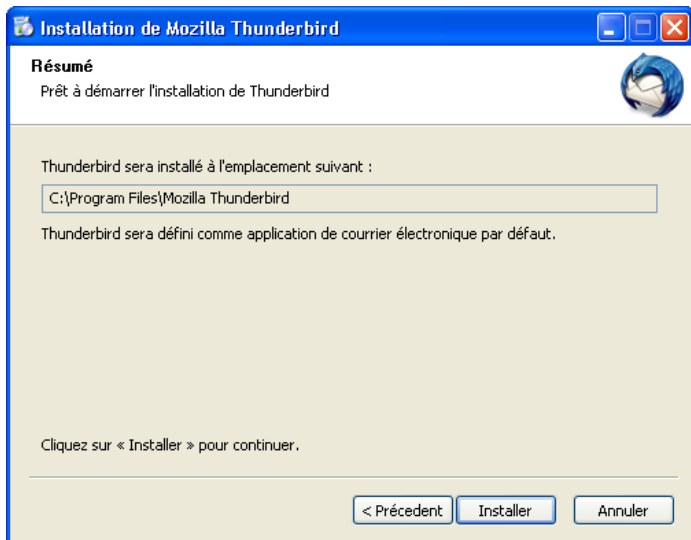 Installation de Mozilla Thunderbird
Résumé
Prêt à démarrer l'installation de Thunderbird
Thunderbird sera installé à l'emplacement suivant :
C:\Program Files\Mozilla Thunderbird
Thunderbird sera défini comme application de courrier électronique par défaut.
Cliquez sur « Installer » pour continuer.
< Précedent Installer Annuler